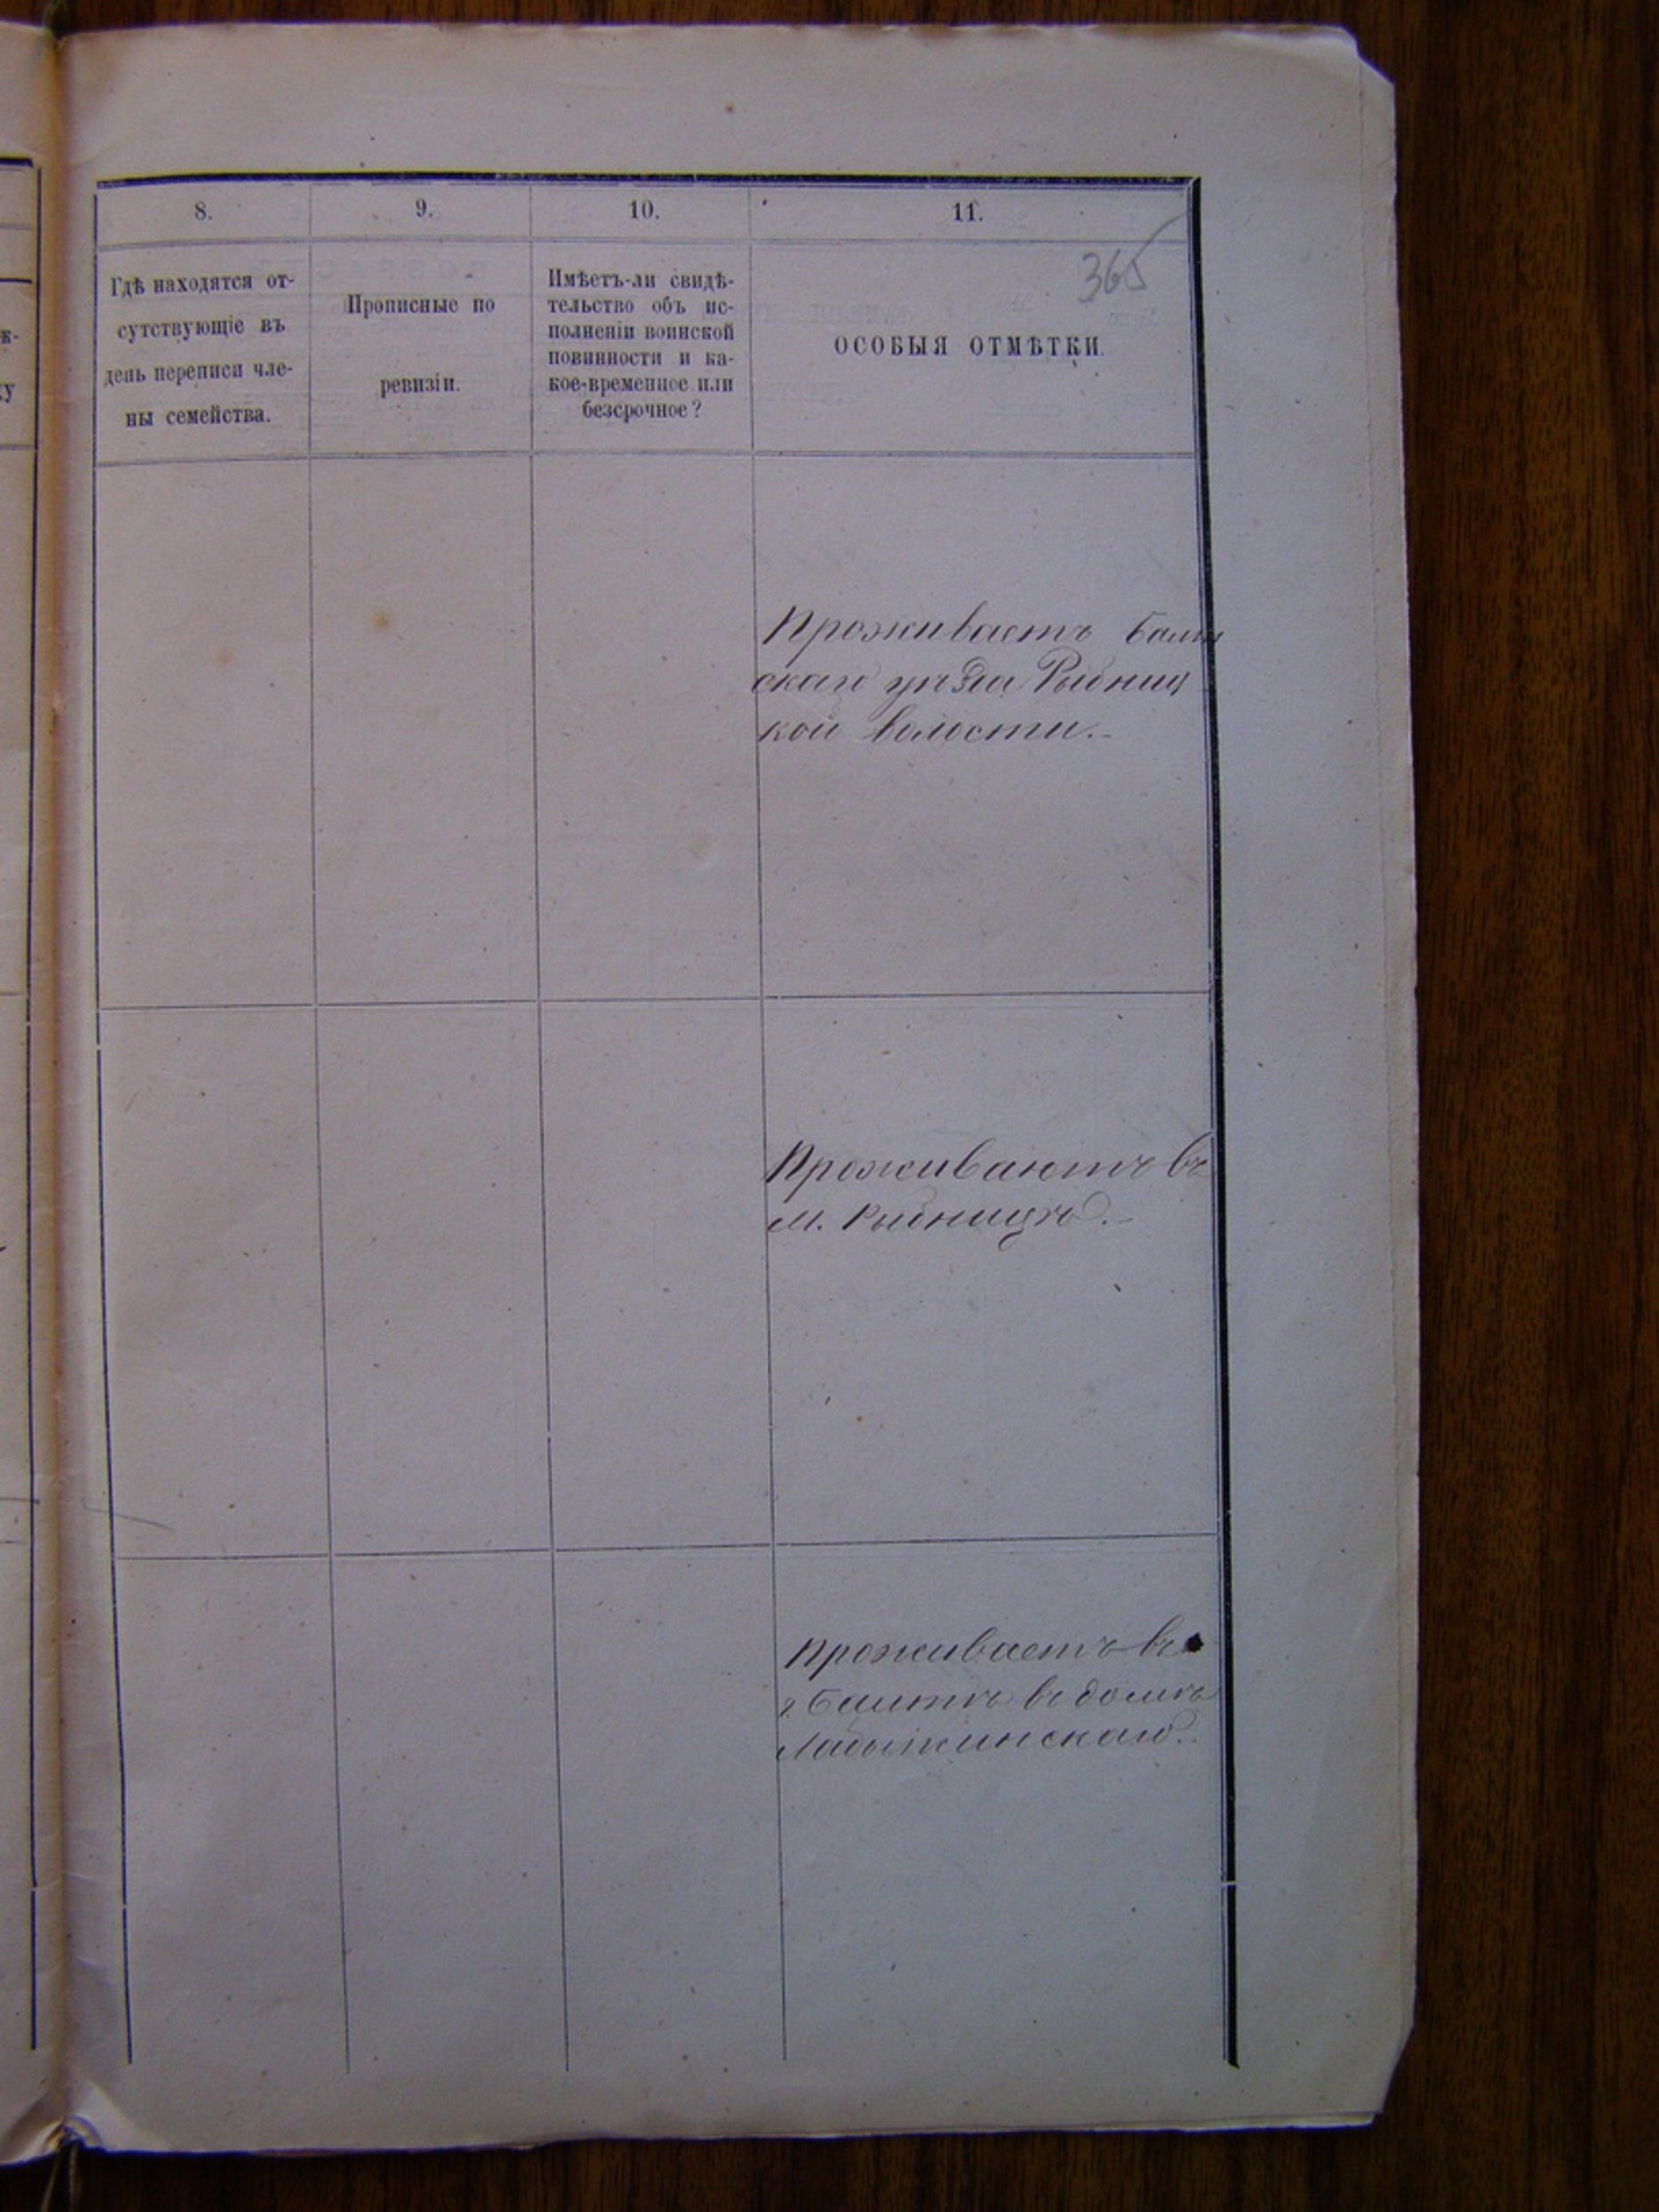 8.
9.
10.
11.
365
Гдѣ находятся от-
сутствующіе въ
день переписи чле-
ны семейства.
Прописные по
ревизіи.
Имѣетъ-ли свидѣ-
тельство объ ис-
полненіи воинской
повинности и ка-
кое-временное или
безсрочное?
ОСОБЫЯ ОТМѢТКИ.
Проживаетъ Балт
скаго уѣзда Рыбниц
кой волости.-
Проживаютъ въ
м. Рыбницѣ.-
Проживаетъ въ
г. Балтѣ въ домѣ